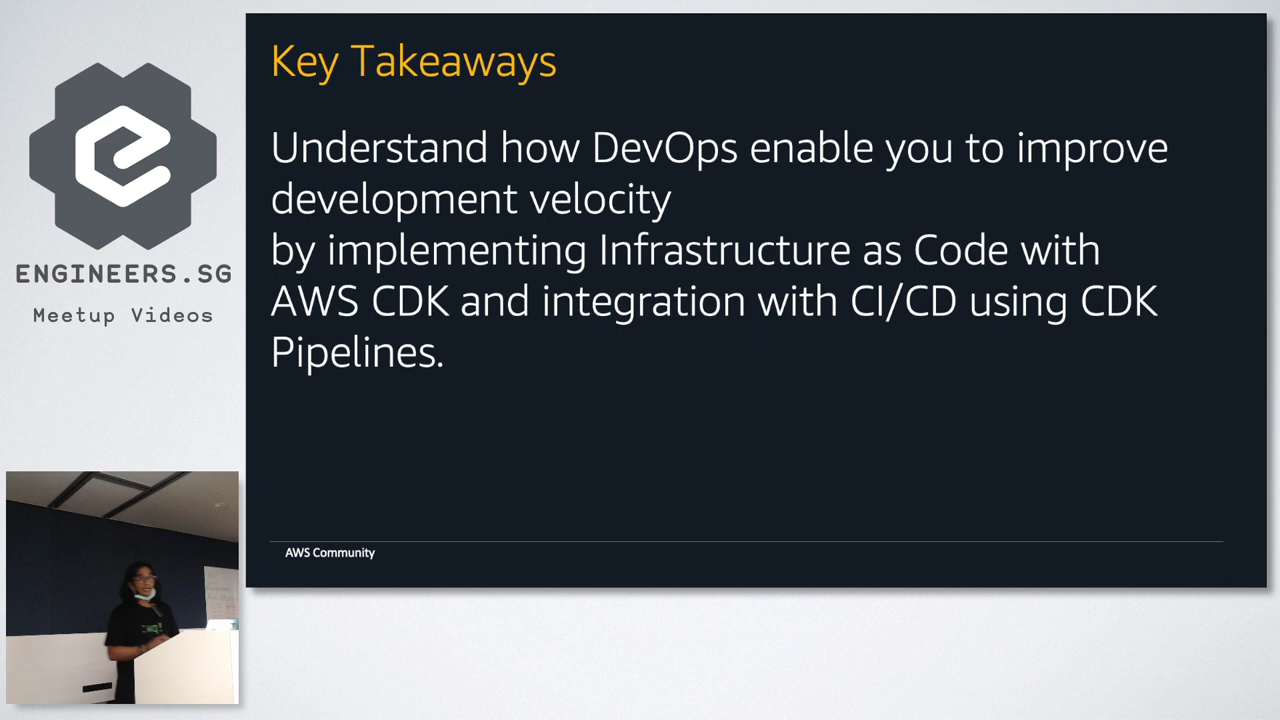 ENGINEERS.SG
Meetup Videos
Key Takeaways
Understand how DevOps enable you to improve
development velocity
by implementing Infrastructure as Code with
AWS CDK and integration with CI/CD using CDK
Pipelines.
AWS Community